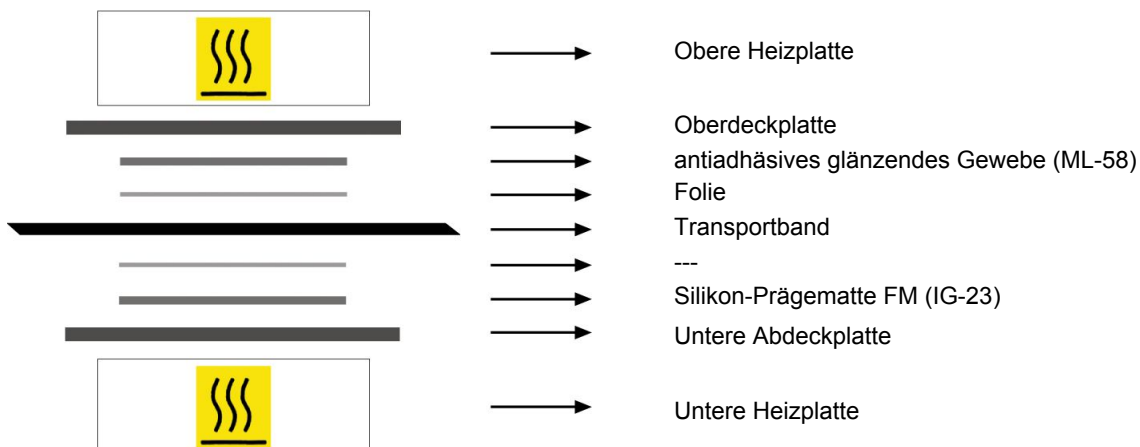 Obere Heizplatte
Oberdeckplatte
antiadhäsives glänzendes Gewebe (ML-58)
Folie
Transportband
---
Silikon-Prägematte FM (IG-23)
Untere Abdeckplatte
Untere Heizplatte